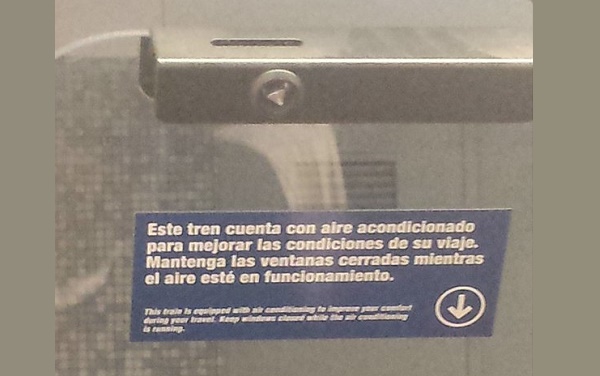 Este tren cuenta con aire acondicionado
para mejorar las condiciones de su viaje.
Mantenga las ventanas cerradas mientras
el aire esté en funcionamiento.
This train is equipped with air conditioning to improve your comfort
during your travel. Keep windows closed while the air conditioning
is running.